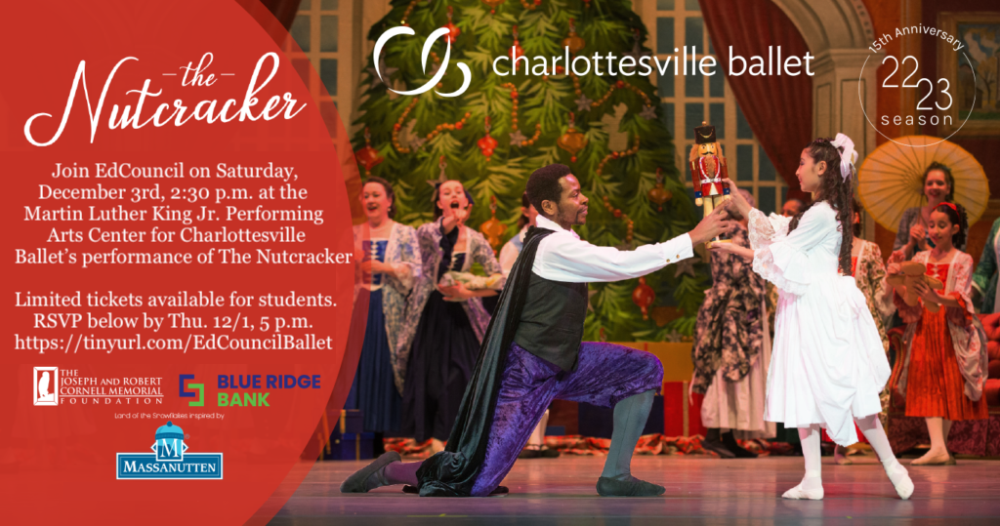 the
Nutcracker
Join EdCouncil on Saturday,
December 3rd, 2:30 p.m. at the
Martin Luther King Jr. Performing
Arts Center for Charlottesville
Ballet’s performance of The Nutcracker
Limited tickets available for students.
RSVP below by Thu. 12/1, 5 p.m.
https://tinyurl.com/EdCouncilBallet
THE
JOSEPH AND ROBERT
CORNELL MEMORIAL
FOUNDATION
BLUE RIDGE
BANK
Land of the Snowflakes inspired by
M
MASSANUTTEN
charlottesville ballet
15th Anniversary
22
23
season